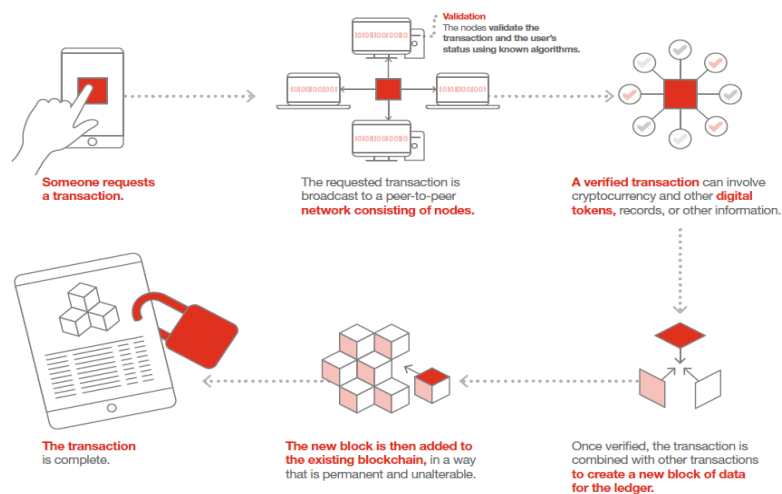 Validation
The nodes validate the
transaction and the user's
status using known algorithms.
1010100101010
101010010101
101010010101
1010100101010
Someone requests
a transaction.
The requested transaction is
broadcast to a peer-to-peer
network consisting of nodes.
A verified transaction can involve
cryptocurrency and other digital
tokens, records, or other information.
The transaction
is complete.
The new block is then added to
the existing blockchain, in a way
that is permanent and unalterable.
Once verified, the transaction is
combined with other transactions
to create a new block of data
for the ledger.